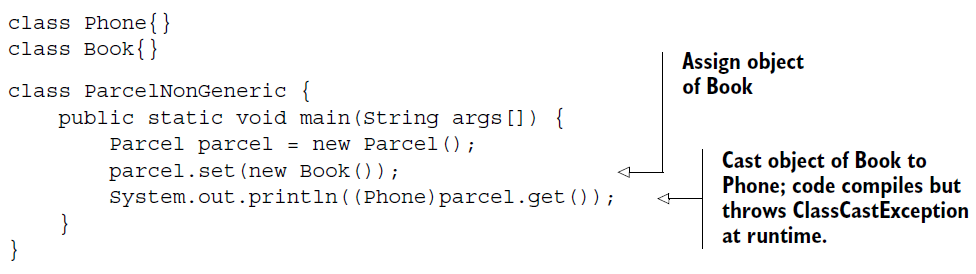 class Phone{}
class Book{}
class ParcelNonGeneric {
    public static void main(String args[]) {
        Parcel parcel = new Parcel();
        parcel.set(new Book());
        System.out.println((Phone)parcel.get());
    }
}
Assign object
of Book
Cast object of Book to
Phone; code compiles but
throws ClassCastException
at runtime.